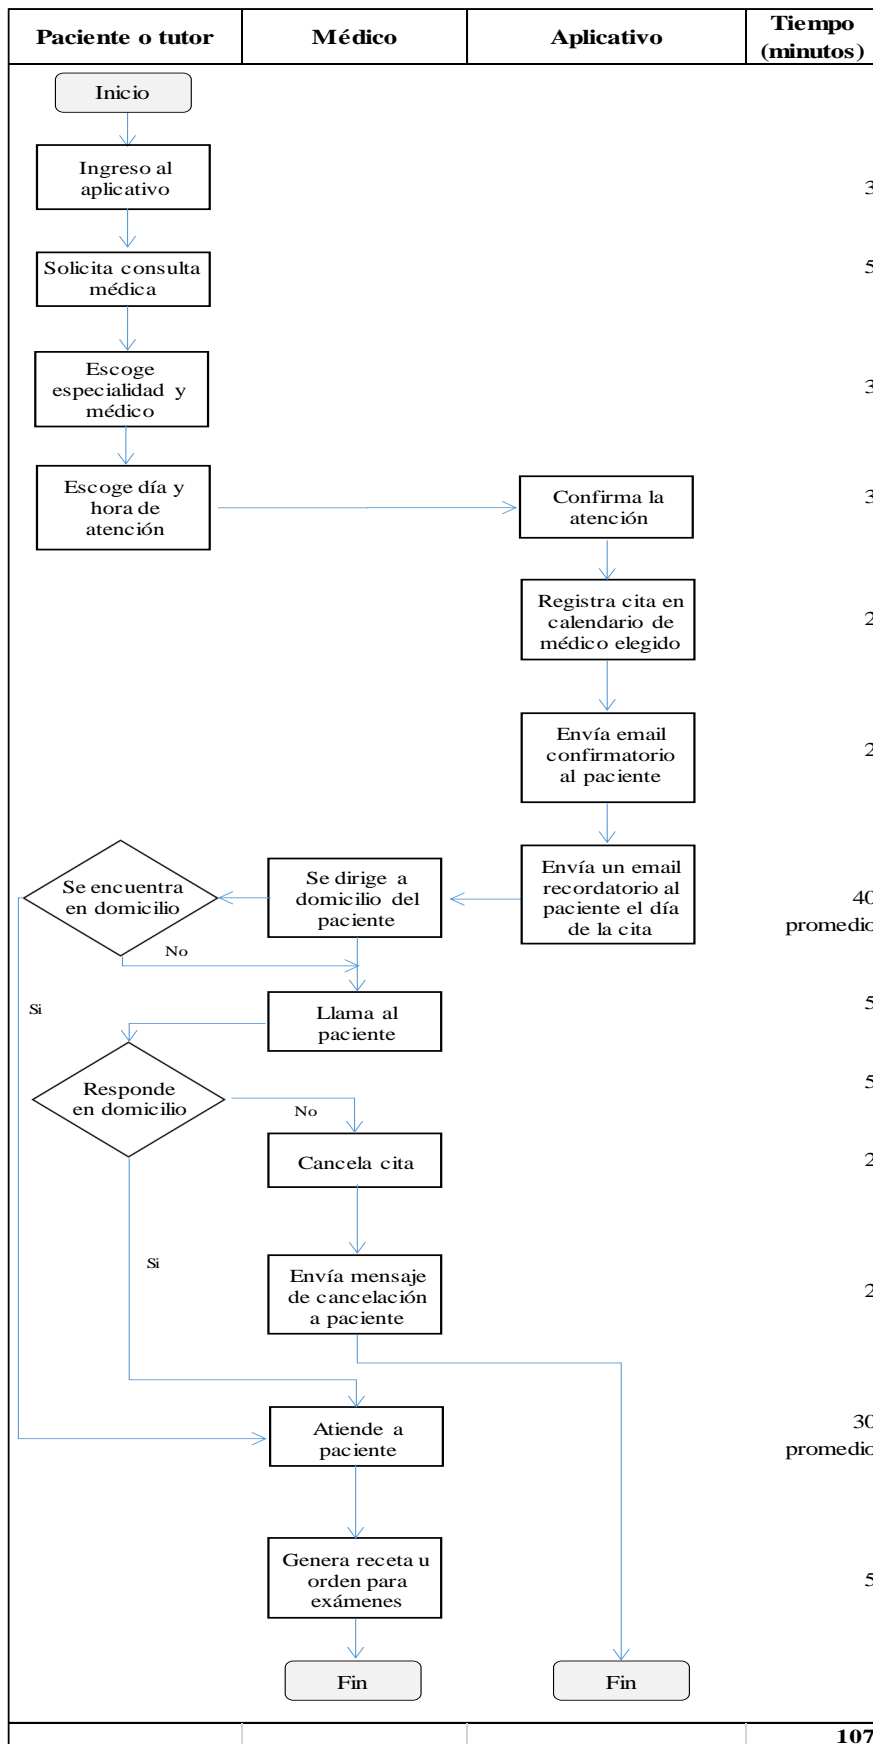 Paciente o tutor
Médico
Aplicativo
Tiempo
(minutos)
Inicio
Ingreso al
aplicativo
3
Solicita consulta
médica
5
Escoge
especialidad y
médico
3
Escoge día y
hora de
atención
Confirma la
atención
3
Registra cita en
calendario de
médico elegido
2
Envía email
confirmatorio
al paciente
2
Se encuentra
en domicilio
Se dirige a
domicilio del
paciente
Envía un email
recordatorio al
paciente el día
de la cita
40
promedio
No
Si
Llama al
paciente
5
Responde
en domicilio
5
No
Cancela cita
2
Si
Envía mensaje
de cancelación
a paciente
2
Atiende a
paciente
30
promedio
Genera receta u
orden para
exámenes
5
Fin
Fin
107